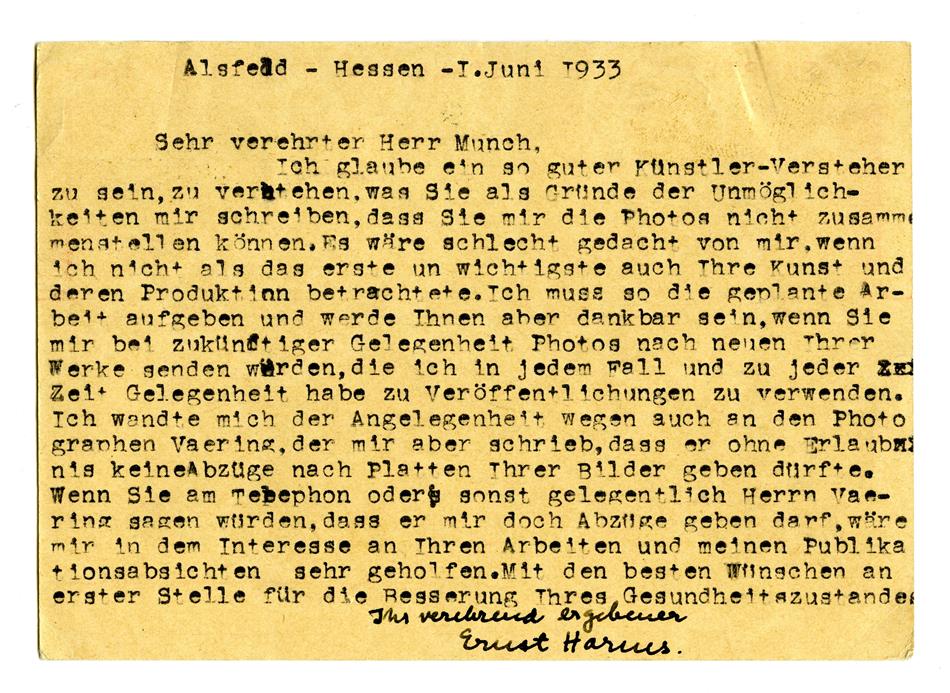 Alsfeld - Hessen -I.Juni I933
Sehr verehrter Herr Munch,
Ich glaube ein so guter Künstler-Versteher
zu sein,zu verstehen,was Sie als Gründe der Unmöglich-
keiten mir schreiben,dass Sie mir die Photos nicht zusamme
menstellen können.Es wäre schlecht gedacht von mir,wenn
ich nicht als das erste un wichtigste auch Ihre Kunst und
deren Produktion betrachtete.Ich muss so die geplante Ar-
beit aufgeben und werde Ihnen aber dankbar sein,wenn Sie
mir bei zukünftiger Gelegenheit Photos nach neuen Ihrer
Werke senden würden,die ich in jedem Fall und zu jeder
Zeit Gelegenheit habe zu Veröffentlichungen zu verwenden.
Ich wandte mich der Angelegenheit wegen auch an den Photo
graphen Vaering,der mir aber schrieb,dass er ohne Erlaub
nis keineAbzüge nach Platten Ihrer Bilder geben dürfte.
Wenn Sie am Telephon oder sonst gelegentlich Herrn Vae-
ring sagen würden,dass er mir doch Abzüge geben darf,wäre
mir in dem Interesse an Ihren Arbeiten und meinen Publika
tionsabsichten sehr geholfen.Mit den besten Wünschen an
erster Stelle für die Besserung Ihres Gesundheitszustandes
Ihr verehrend ergebener
Ernst Harms.